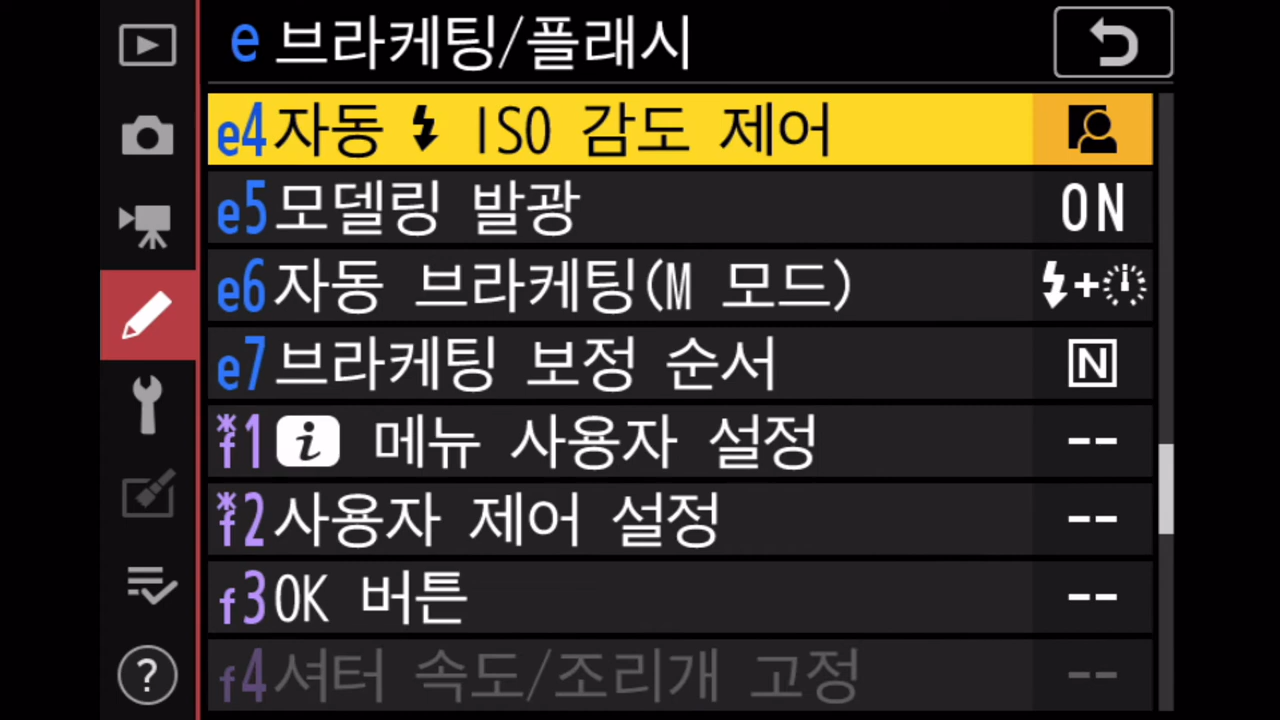 e 브라케팅/플래시
e4 자동 ISO 감도 제어
e5 모델링 발광 ON
e6 자동 브라케팅(M 모드)
e7 브라케팅 보정 순서 N
*f1 i 메뉴 사용자 설정 --
*f2 사용자 제어 설정 --
f3 OK 버튼 --
f4 셔터 속도/조리개 고정 --
?